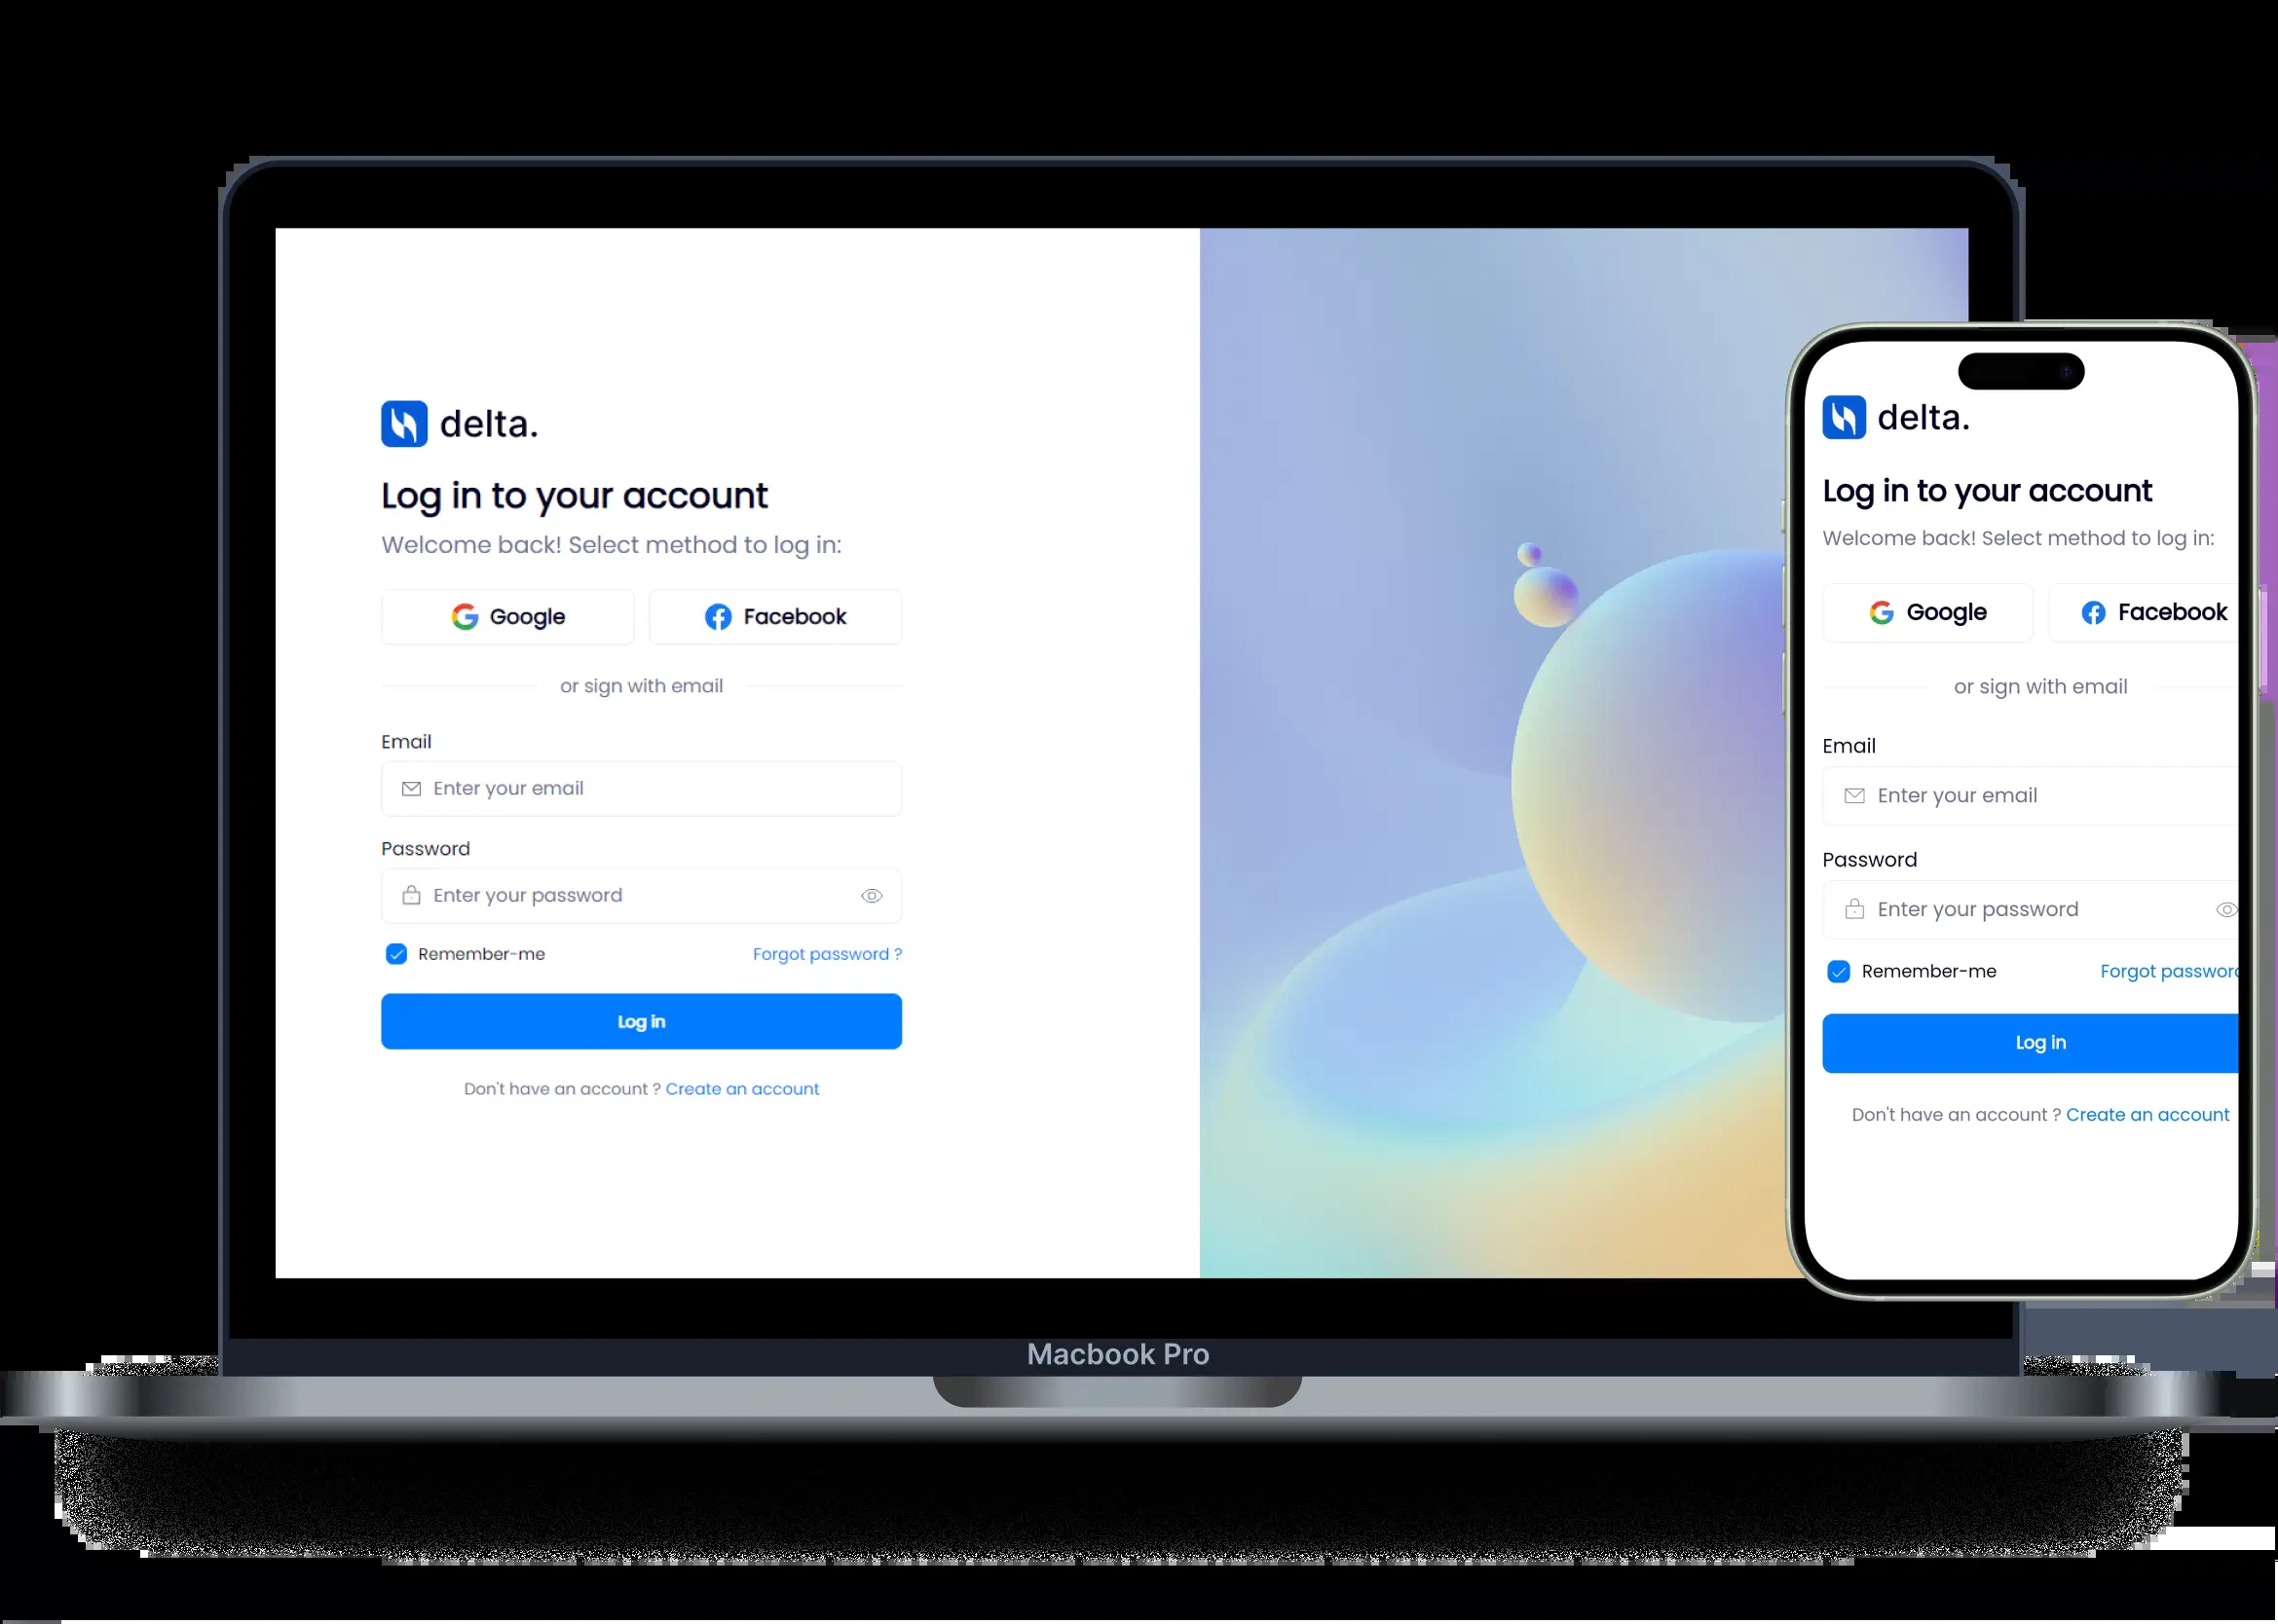 delta.
Log in to your account
Welcome back! Select method to log in:
Google Facebook
or sign with email
Email
Enter your email
Password
Enter your password
Remember-me Forgot password ?
Log in
Don't have an account ? Create an account
Macbook Pro
delta.
Log in to your account
Welcome back! Select method to log in:
Google Facebook
or sign with email
Email
Enter your email
Password
Enter your password
Remember-me Forgot password
Log in
Don't have an account ? Create an account